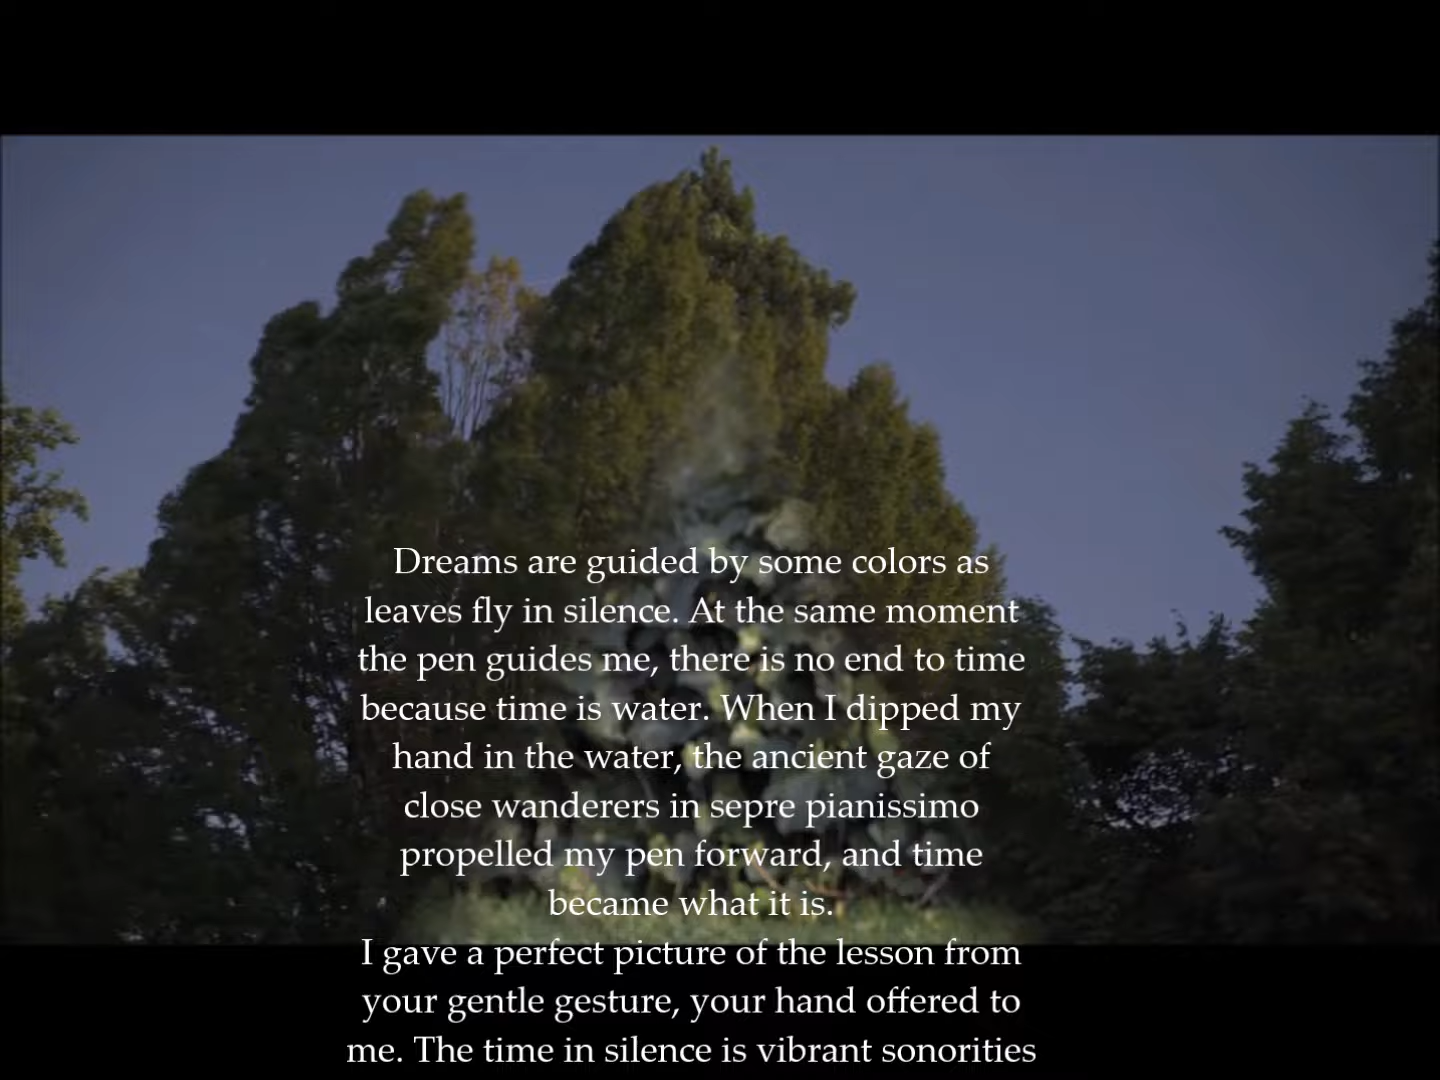 Dreams are guided by some colors as
leaves fly in silence. At the same moment
the pen guides me, there is no end to time
because time is water. When I dipped my
hand in the water, the ancient gaze of
close wanderers in sepre pianissimo
propelled my pen forward, and time
became what it is.
I gave a perfect picture of the lesson from
your gentle gesture, your hand offered to
me. The time in silence is vibrant sonorities